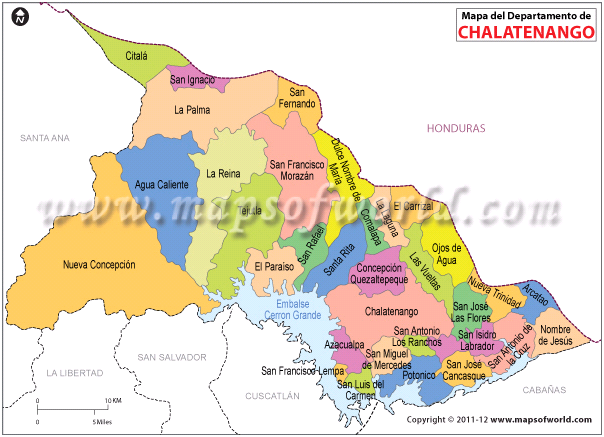 N
Mapa del Departamento de
CHALATENANGO
Citalá
San Ignacio
La Palma
San
Fernando
SANTA ANA
HONDURAS
Dulce Nombre de
María
San Francisco
Morazán
La Reina
Agua Caliente
Tejutla
La Laguna
El Carrizal
Comalapa
www.mapsofworld.com
San Rafael
Santa Rita
Ojos de
Agua
Las Vueltas
Nueva Concepción
El Paraiso
Concepción
Quezaltepeque
Nueva Trinidad
Arcatao
Embalse
Cerron Grande
Chalatenango
San José
Las Flores
San Antonio
Los Ranchos
San Isidro
Labrador
San Antonio de
la Cruz
Nombre
de Jesús
Azacualpa
San Miguel
de Mercedes
San José
Cancasque
San Francisco Lempa
Potonico
San Luis del
Carmen
SAN SALVADOR
LA LIBERTAD
CUSCATLÁN
CABAÑAS
0 10 KM
0 5 Miles
Copyright © 2011-12 www.mapsofworld.com